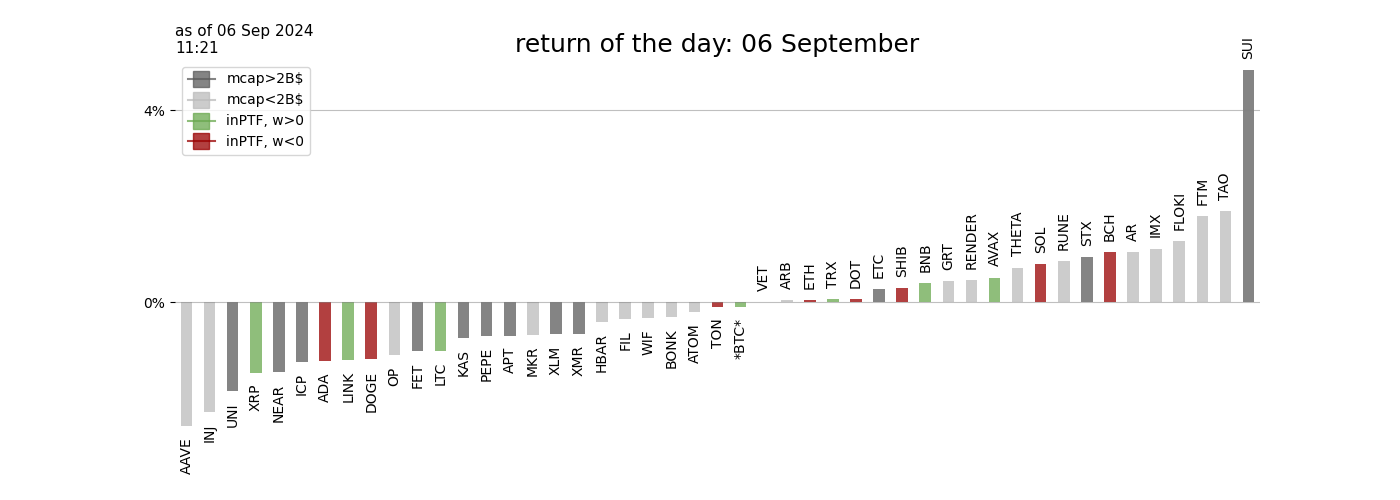 as of 06 Sep 2024
11:21
return of the day: 06 September
mcap>2B$
mcap<2B$
inPTF, w>0
inPTF, w<0
4%
0%
AAVE
INJ
UNI
XRP
NEAR
ICP
ADA
LINK
DOGE
OP
FET
LTC
KAS
PEPE
APT
MKR
XLM
XMR
HBAR
FIL
WIF
BONK
ATOM
TON
*BTC*
VET
ARB
ETH
TRX
DOT
ETC
SHIB
BNB
GRT
RENDER
AVAX
THETA
SOL
RUNE
STX
BCH
AR
IMX
FLOKI
FTM
TAO
SUI